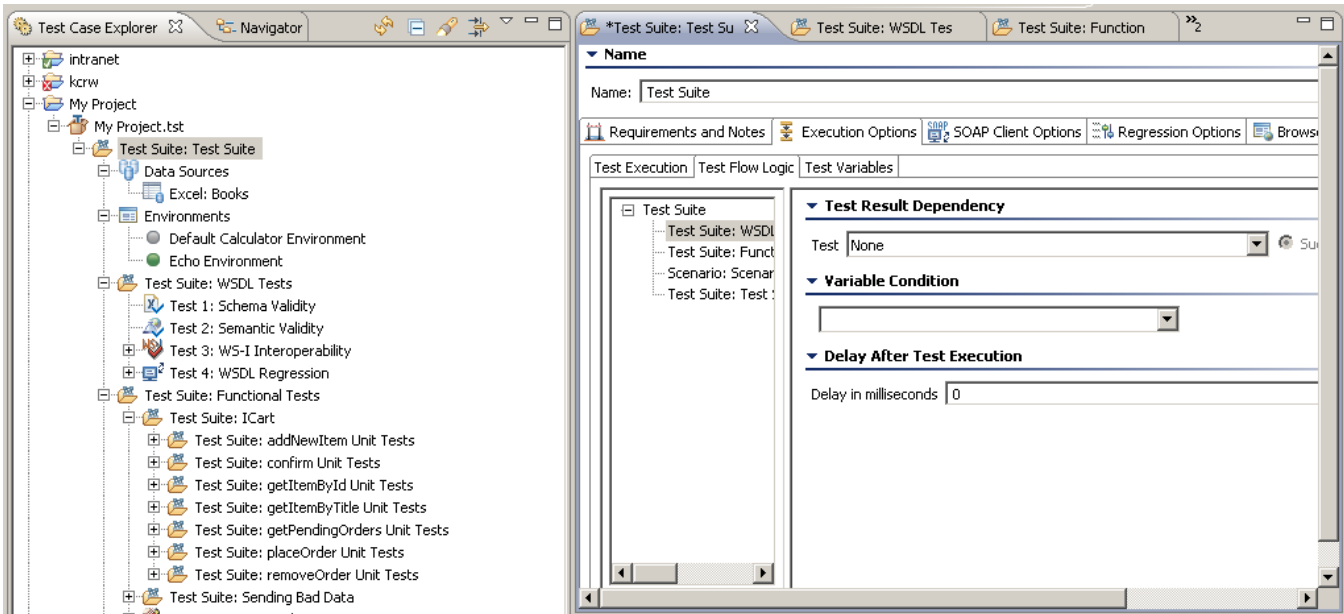 Test Case Explorer
Navigator
intranet
kcrw
My Project
My Project.tst
Test Suite: Test Suite
Data Sources
Excel: Books
Environments
Default Calculator Environment
Echo Environment
Test Suite: WSDL Tests
Test 1: Schema Validity
Test 2: Semantic Validity
Test 3: WS-I Interoperability
Test 4: WSDL Regression
Test Suite: Functional Tests
Test Suite: ICart
Test Suite: addNewItem Unit Tests
Test Suite: confirm Unit Tests
Test Suite: getItemById Unit Tests
Test Suite: getItemByTitle Unit Tests
Test Suite: getPendingOrders Unit Tests
Test Suite: placeOrder Unit Tests
Test Suite: removeOrder Unit Tests
Test Suite: Sending Bad Data
*Test Suite: Test Su
Test Suite: WSDL Tes
Test Suite: Function
»2
Name
Name: Test Suite
Requirements and Notes
Execution Options
SOAP Client Options
Regression Options
Brows
Test Execution
Test Flow Logic
Test Variables
Test Suite
Test Suite: WSDL
Test Suite: Funct
Scenario: Scenar
Test Suite: Test
Test Result Dependency
Test None
Su
Variable Condition
Delay After Test Execution
Delay in milliseconds 0